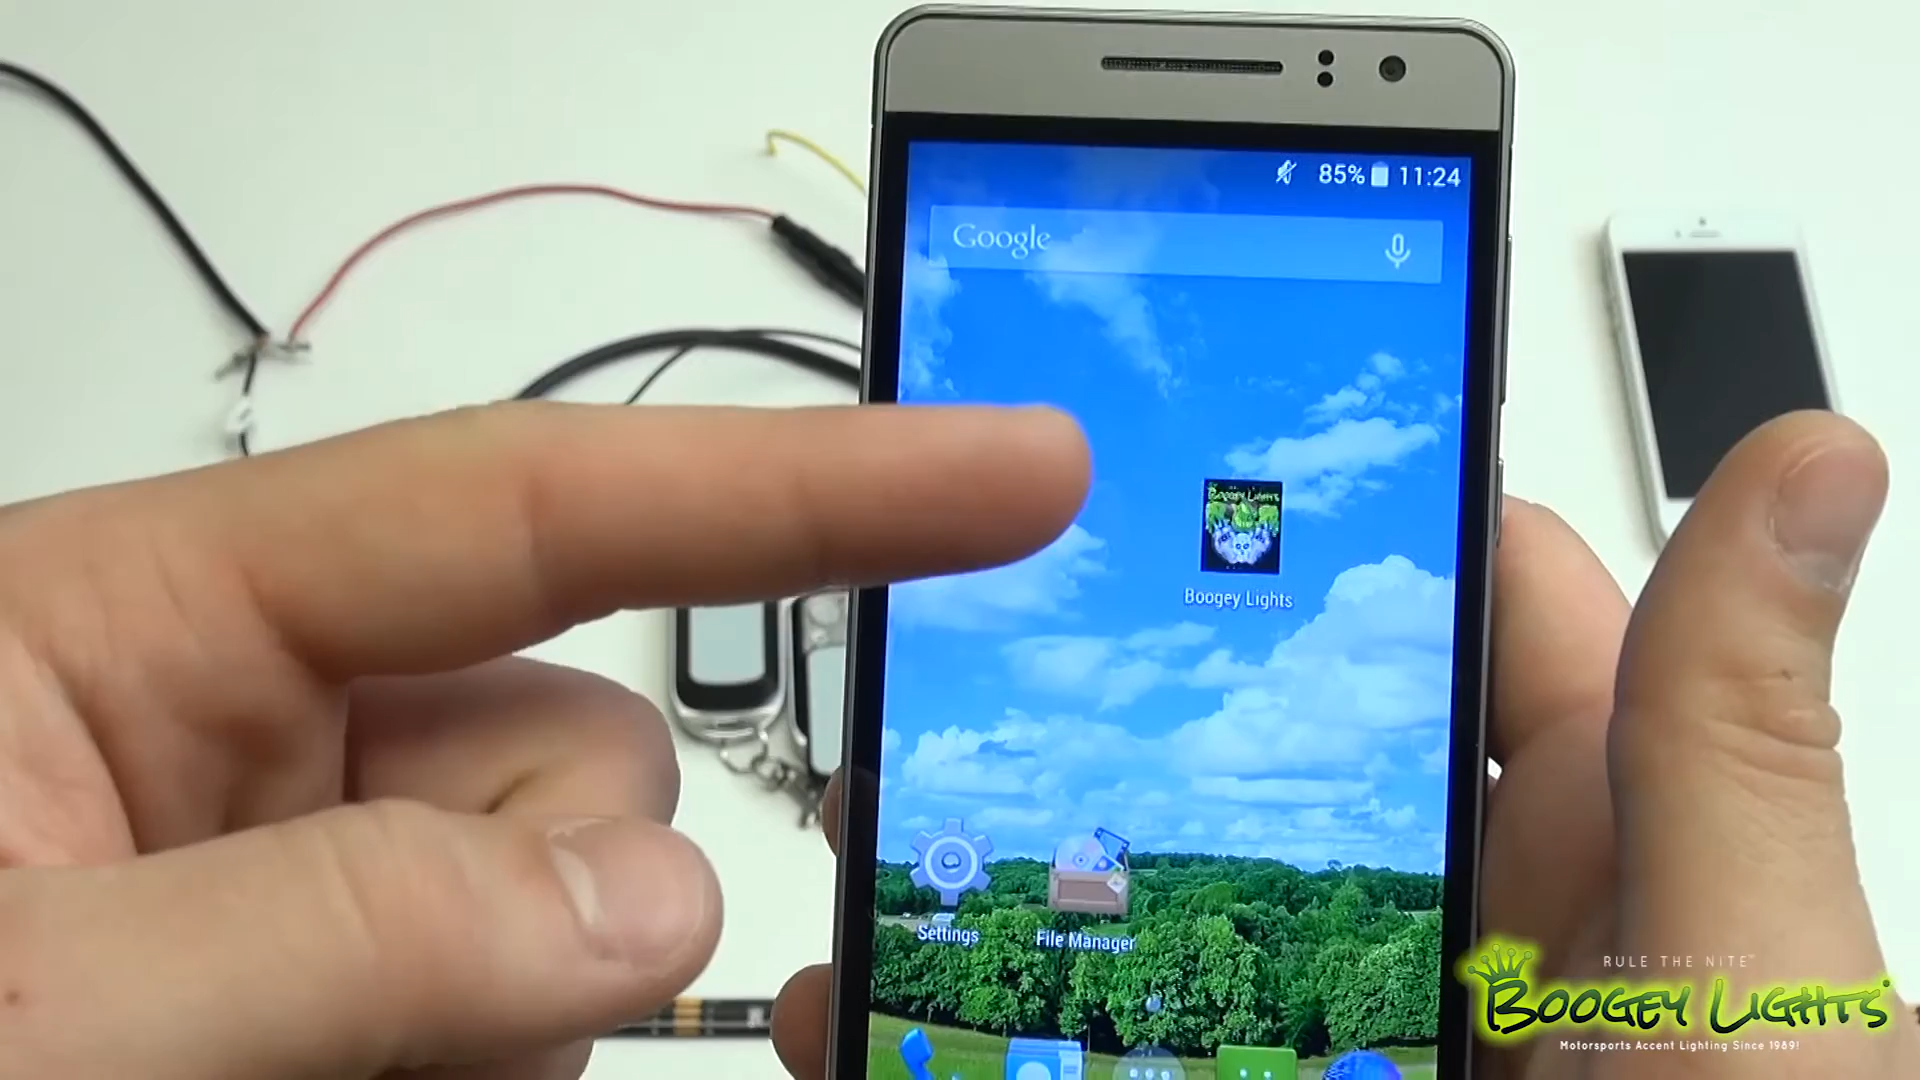 85% 11:24
Google
BOOGEY LIGHTS
Boogey Lights
Settings
File Manager
RULE THE NITE™
BOOGEY LIGHTS®
Motorsports Accent Lighting Since 1989!